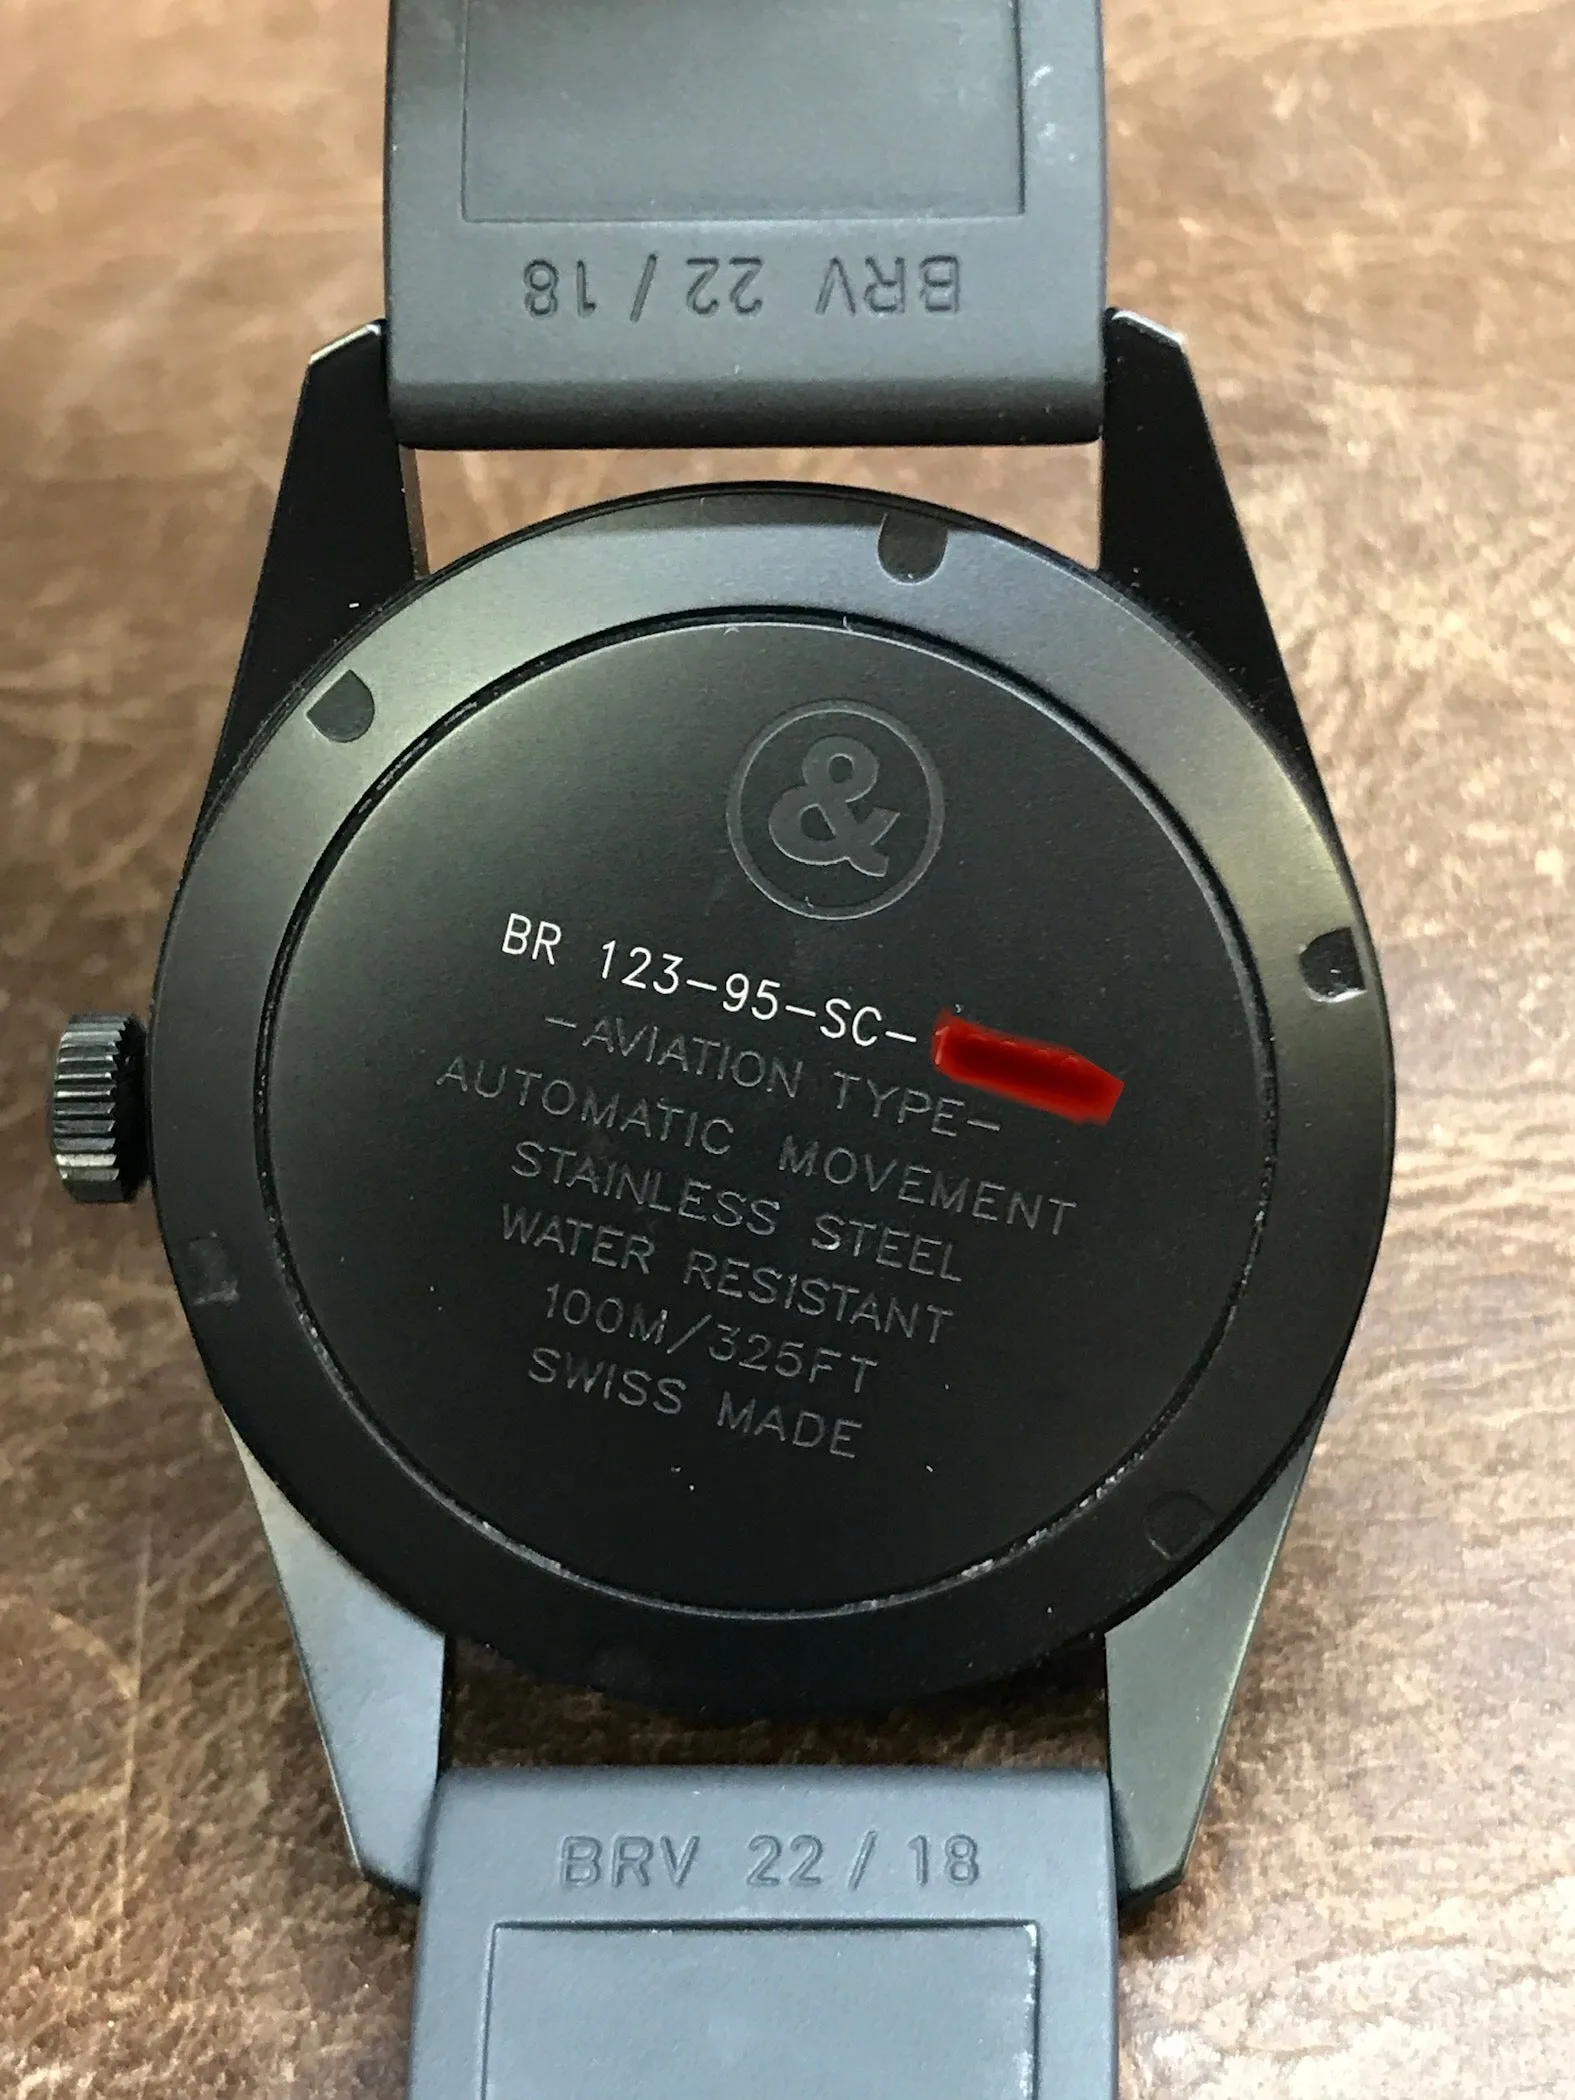 BRV 22/18
&
BR 123-95-SC-
-AVIATION TYPE-
AUTOMATIC MOVEMENT
STAINLESS STEEL
WATER RESISTANT
100M/325FT
SWISS MADE
BRV 22/18